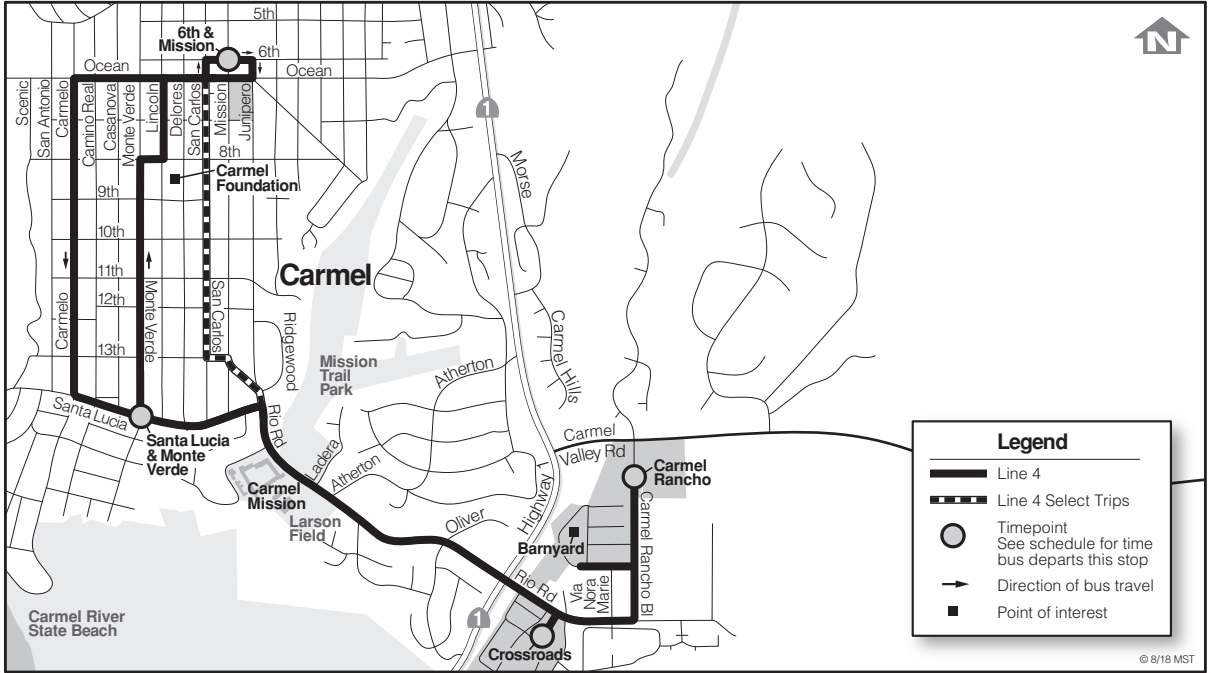 5th
6th &
Mission
6th
Ocean
Ocean
N
1
Scenic
San Antonio
Carmelo
Camino Real
Casanova
Monte Verde
Lincoln
Delores
San Carlos
Mission
Junipero
8th
Carmel
Foundation
9th
10th
11th
12th
13th
Carmelo
Monte Verde
San Carlos
Ridgewood
Carmel
Morse
Carmel Hills
Mission
Trail
Park
Atherton
Santa Lucia
Santa Lucia
& Monte
Verde
Rio Rd
Ladera
Atherton
Carmel
Mission
Larson
Field
Oliver
Highway 1
Carmel
Valley Rd
Carmel
Rancho
Carmel Rancho Bl
Barnyard
Via
Nora
Marie
Rio Rd
1
Crossroads
Carmel River
State Beach
Legend
Line 4
Line 4 Select Trips
Timepoint
See schedule for time
bus departs this stop
Direction of bus travel
Point of interest
© 8/18 MST